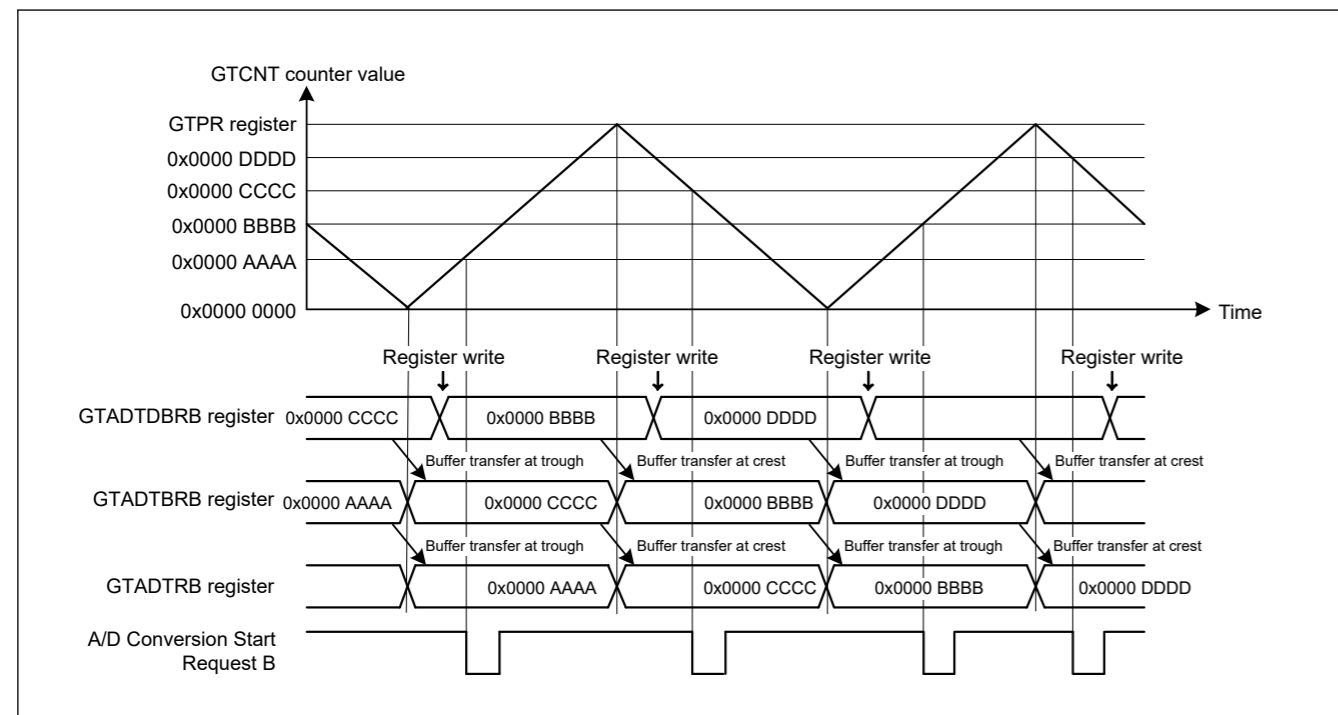 GTCNT counter value
GTPR register
0x0000 DDDD
0x0000 CCCC
0x0000 BBBB
0x0000 AAAA
0x0000 0000
Time
Register write Register write Register write Register write
GTADTDBRB register 0x0000 CCCC 0x0000 BBBB 0x0000 DDDD
Buffer transfer at trough Buffer transfer at crest Buffer transfer at trough Buffer transfer at crest
GTADTBRB register 0x0000 AAAA 0x0000 CCCC 0x0000 BBBB 0x0000 DDDD
Buffer transfer at trough Buffer transfer at crest Buffer transfer at trough Buffer transfer at crest
GTADTRB register 0x0000 AAAA 0x0000 CCCC 0x0000 BBBB 0x0000 DDDD
A/D Conversion Start
Request B